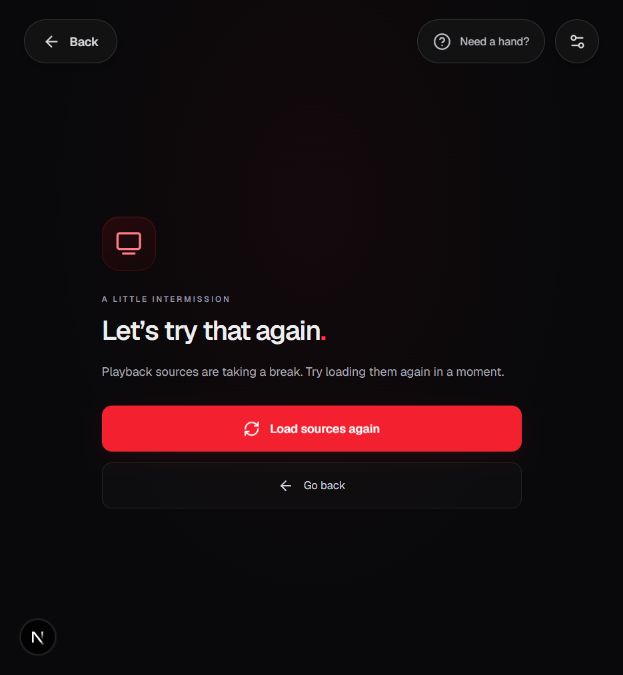 Back
Need a hand?
A LITTLE INTERMISSION
Let’s try that again.
Playback sources are taking a break. Try loading them again in a moment.
Load sources again
Go back
N